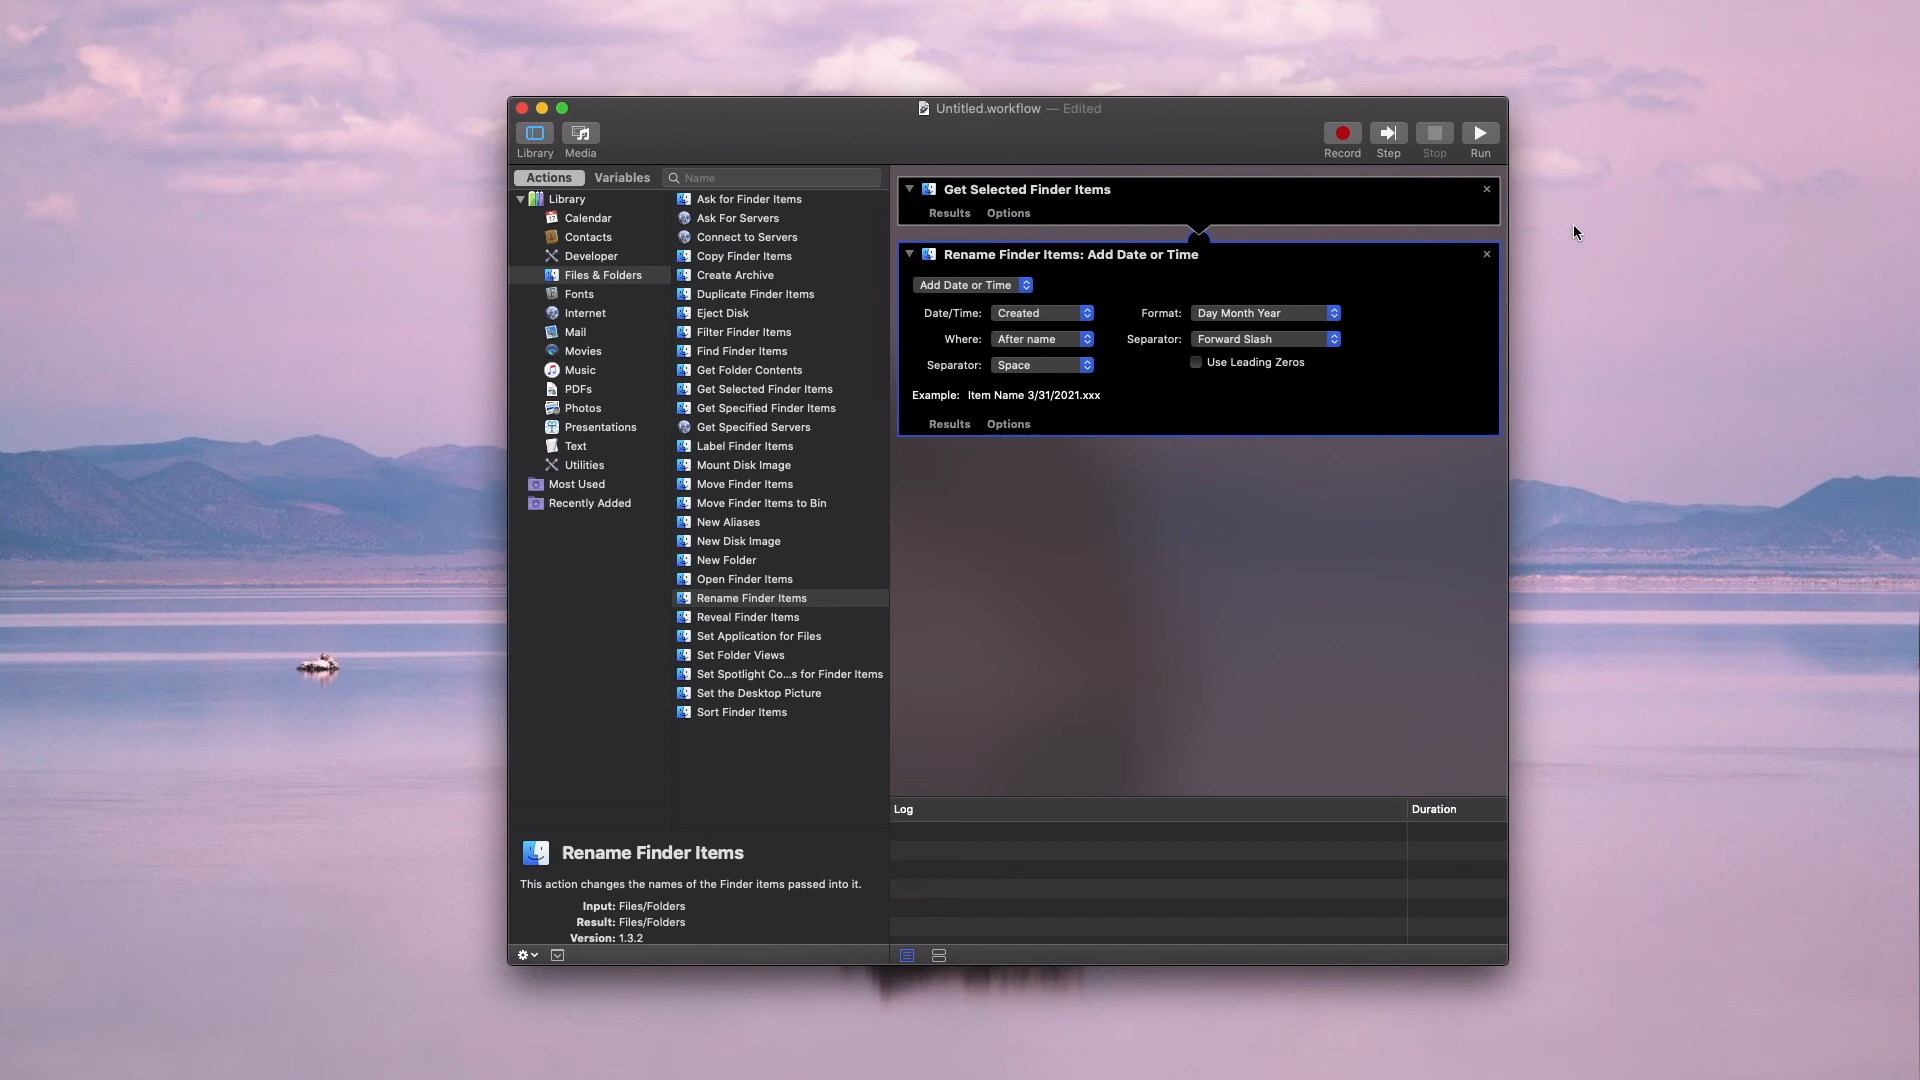 Untitled.workflow — Edited
Library Media
Record Step Stop Run
Actions Variables Name
Library
Calendar
Contacts
Developer
Files & Folders
Fonts
Internet
Mail
Movies
Music
PDFs
Photos
Presentations
Text
Utilities
Most Used
Recently Added
Ask for Finder Items
Ask For Servers
Connect to Servers
Copy Finder Items
Create Archive
Duplicate Finder Items
Eject Disk
Filter Finder Items
Find Finder Items
Get Folder Contents
Get Selected Finder Items
Get Specified Finder Items
Get Specified Servers
Label Finder Items
Mount Disk Image
Move Finder Items
Move Finder Items to Bin
New Aliases
New Disk Image
New Folder
Open Finder Items
Rename Finder Items
Reveal Finder Items
Set Application for Files
Set Folder Views
Set Spotlight Co...s for Finder Items
Set the Desktop Picture
Sort Finder Items
Rename Finder Items
This action changes the names of the Finder items passed into it.
Input: Files/Folders
Result: Files/Folders
Version: 1.3.2
Get Selected Finder Items
Results Options
Rename Finder Items: Add Date or Time
Add Date or Time
Date/Time: Created Format: Day Month Year
Where: After name Separator: Forward Slash
Separator: Space Use Leading Zeros
Example: Item Name 3/31/2021.xxx
Results Options
Log Duration